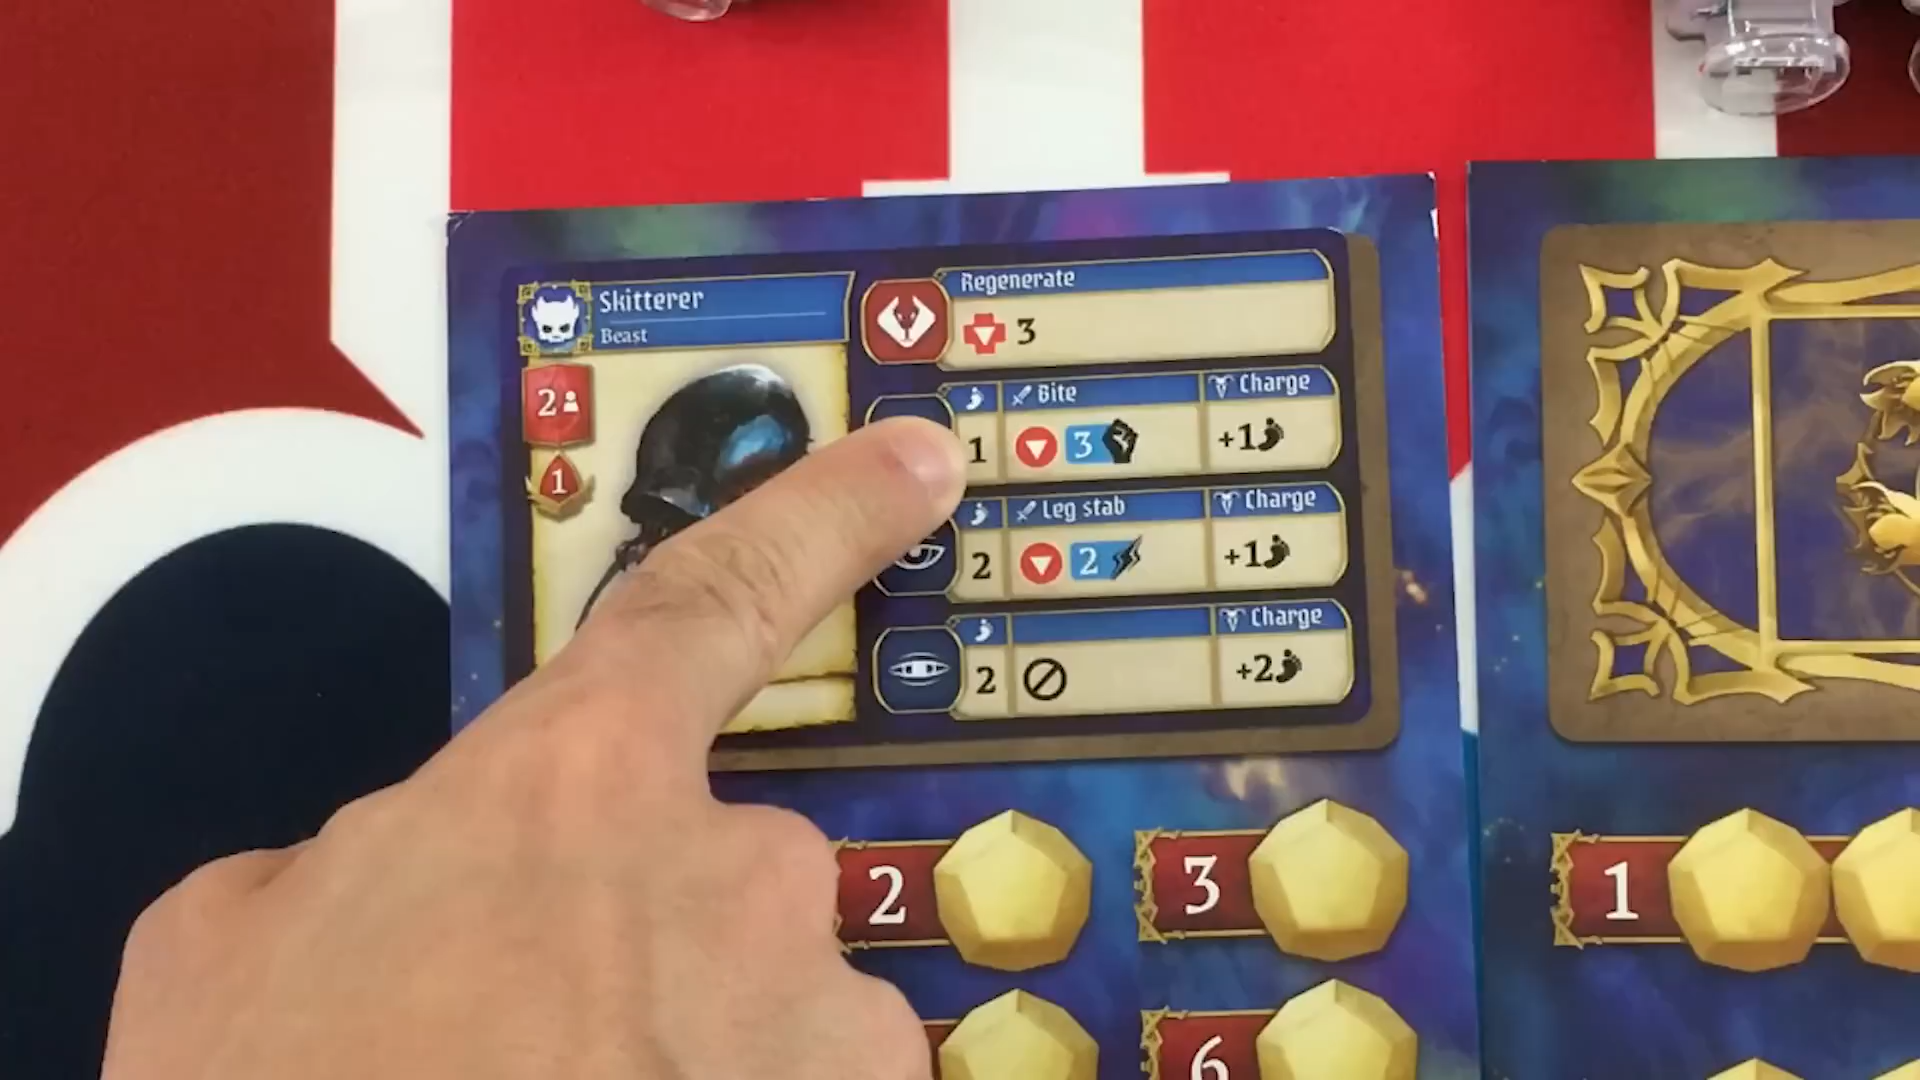 Skitterer
Beast
2
1
Regenerate
3
Bite Charge
1 3 +1
Leg stab Charge
2 2 +1
Charge
2 +2
2 3 1
6